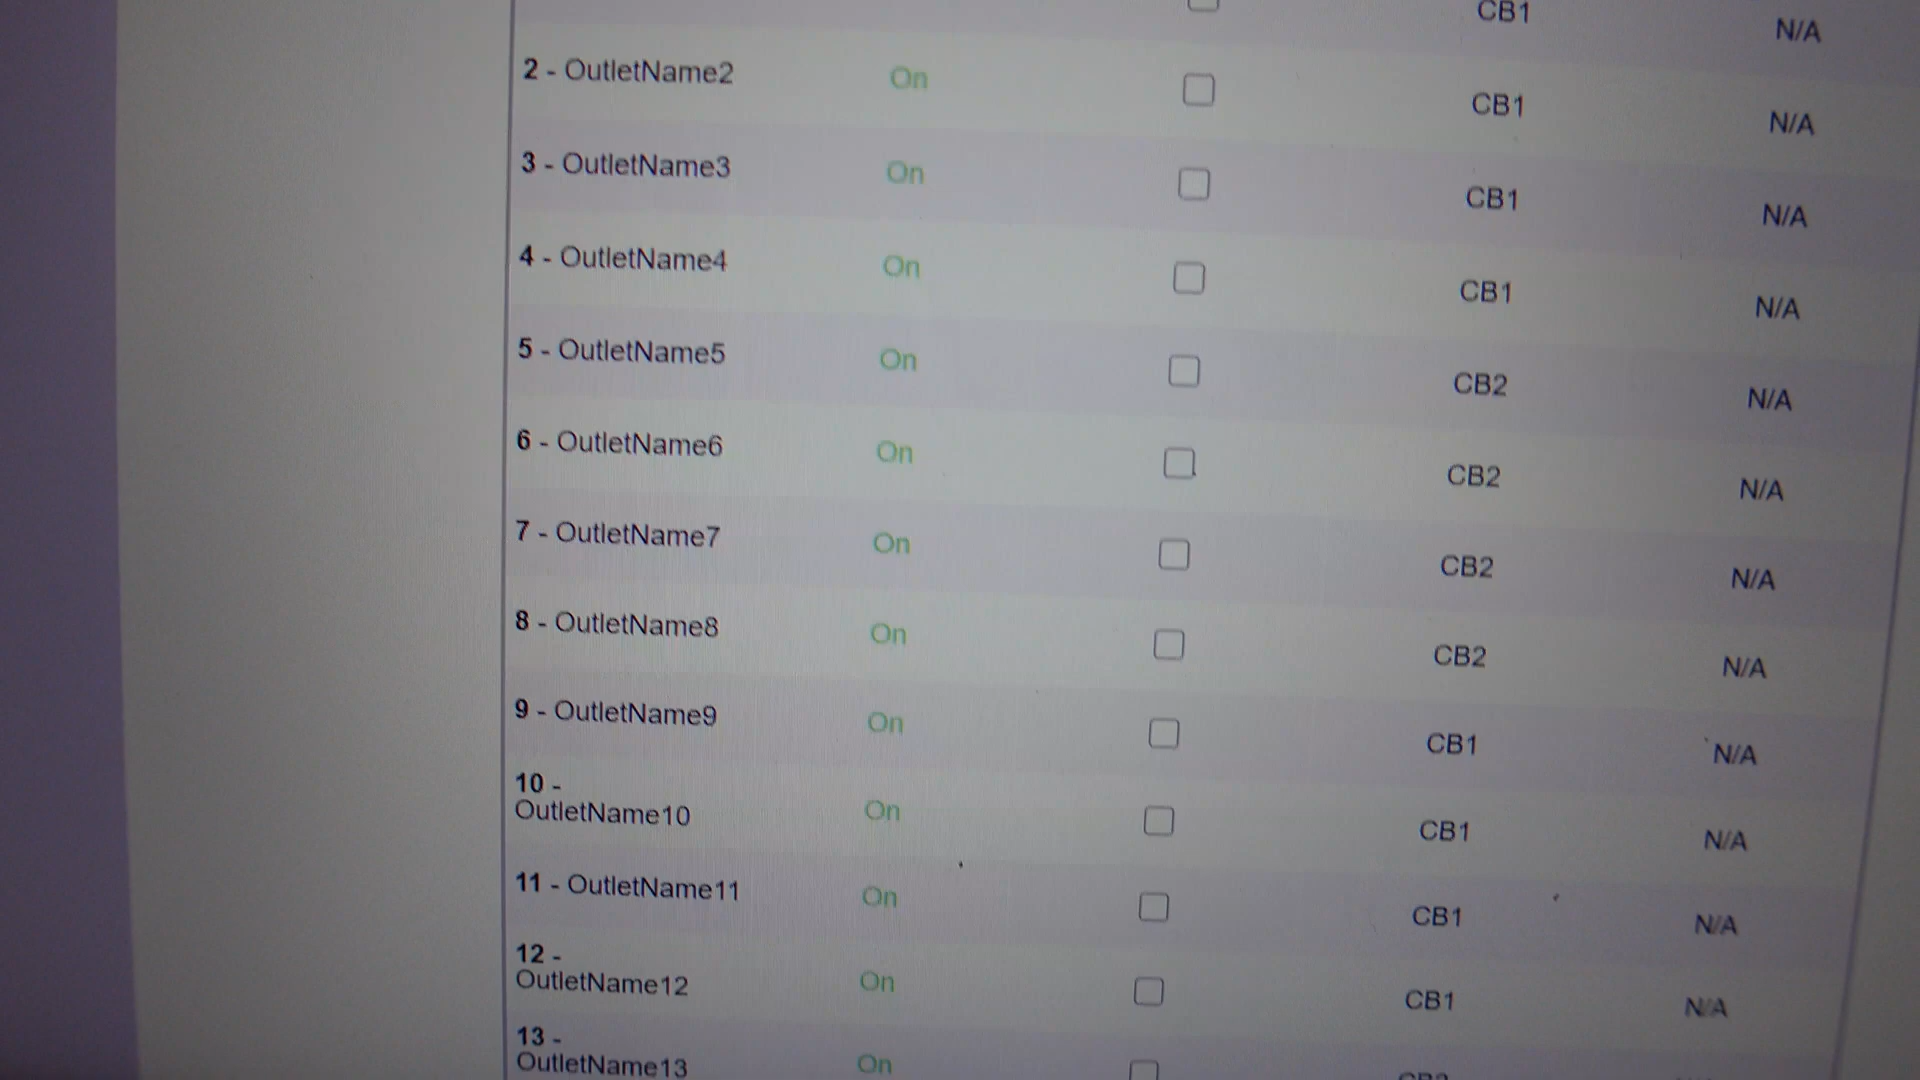 CB1 N/A
2 - OutletName2 On CB1 N/A
3 - OutletName3 On CB1 N/A
4 - OutletName4 On CB1 N/A
5 - OutletName5 On CB2 N/A
6 - OutletName6 On CB2 N/A
7 - OutletName7 On CB2 N/A
8 - OutletName8 On CB2 N/A
9 - OutletName9 On CB1 N/A
10 -
OutletName10 On CB1 N/A
11 - OutletName11 On CB1 N/A
12 -
OutletName12 On CB1 N/A
13 -
OutletName13 On